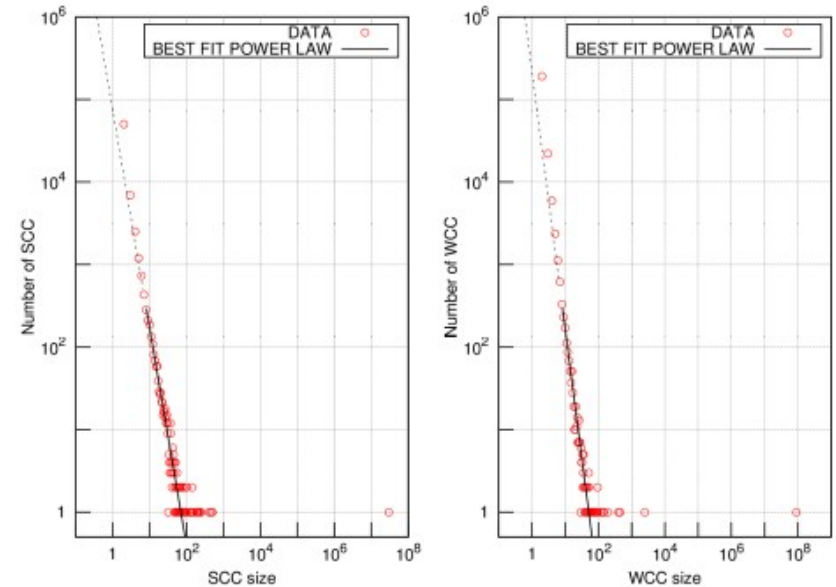 10^6
10^4
10^2
1
Number of SCC
DATA
BEST FIT POWER LAW
1
10^2
10^4
10^6
10^8
SCC size
10^6
10^4
10^2
1
Number of WCC
DATA
BEST FIT POWER LAW
1
10^2
10^4
10^6
10^8
WCC size